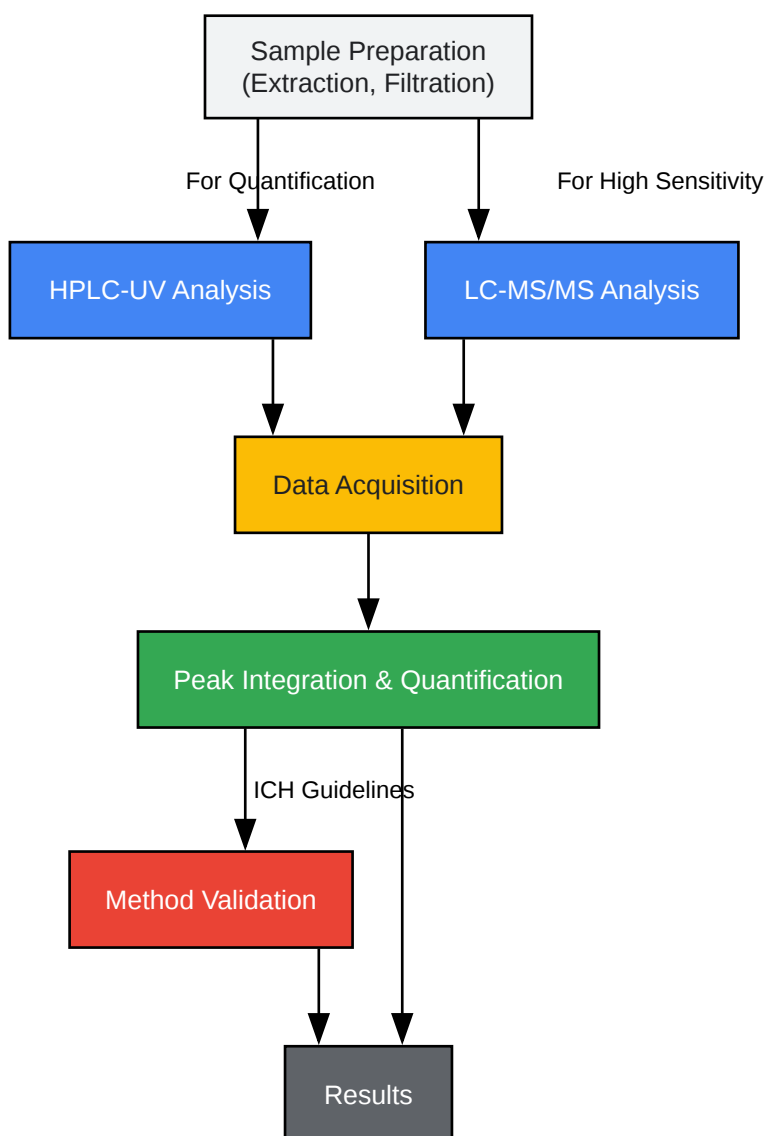 Sample Preparation
(Extraction, Filtration)
For Quantification
For High Sensitivity
HPLC-UV Analysis
LC-MS/MS Analysis
Data Acquisition
Peak Integration & Quantification
ICH Guidelines
Method Validation
Results